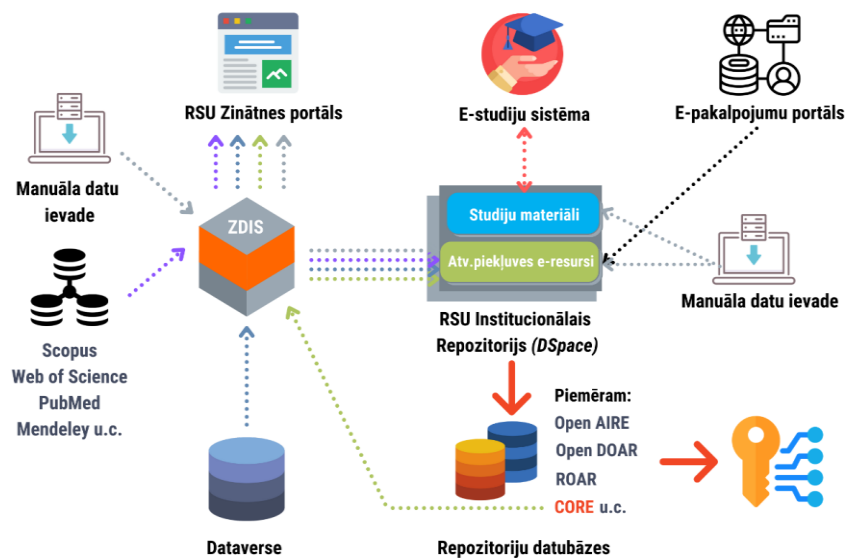 RSU Zinātnes portāls
E-studiju sistēma
E-pakalpojumu portāls
Manuāla datu
ievade
ZDIS
Studiju materiāli
Atv.piekļuves e-resursi
Manuāla datu ievade
RSU Institucionālais
Repozitorijs (DSpace)
Scopus
Web of Science
PubMed
Mendeley u.c.
Piemēram:
Open AIRE
Open DOAR
ROAR
CORE u.c.
Dataverse
Repozitoriju datubāzes